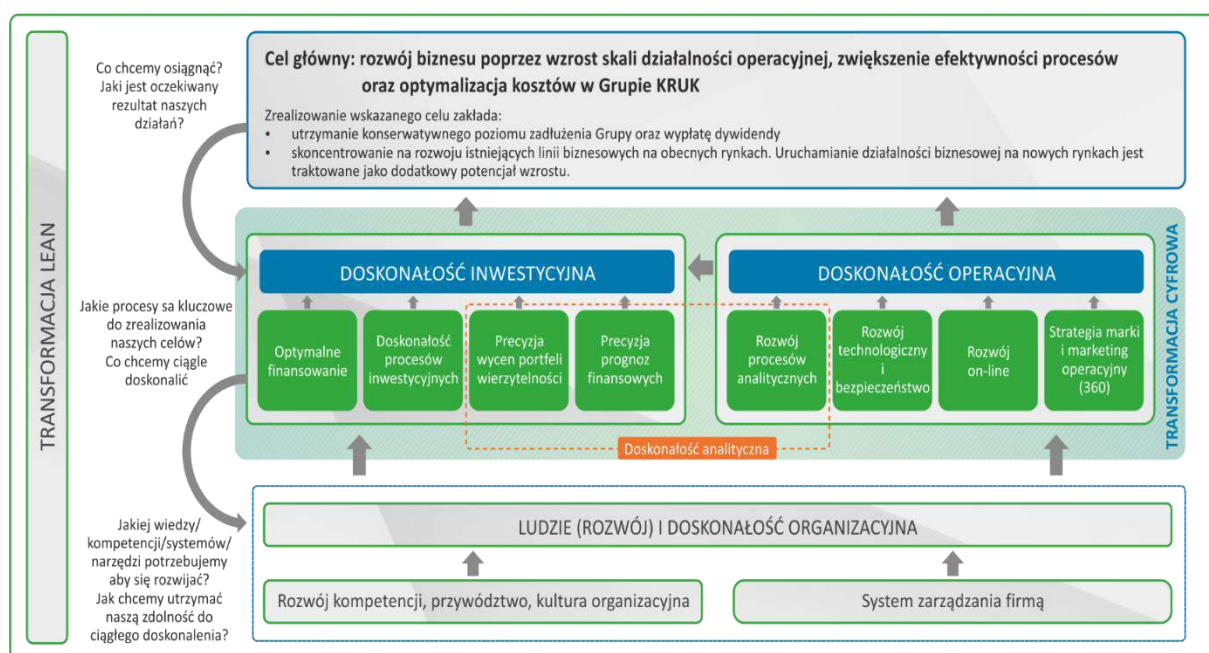 TRANSFORMACJA LEAN
Co chcemy osiągnąć?
Jaki jest oczekiwany
rezultat naszych
działań?
Cel główny: rozwój biznesu poprzez wzrost skali działalności operacyjnej, zwiększenie efektywności procesów
oraz optymalizacja kosztów w Grupie KRUK
Zrealizowanie wskazanego celu zakłada:
• utrzymanie konserwatywnego poziomu zadłużenia Grupy oraz wypłatę dywidendy
• skoncentrowanie na rozwoju istniejących linii biznesowych na obecnych rynkach. Uruchamianie działalności biznesowej na nowych rynkach jest
traktowane jako dodatkowy potencjał wzrostu.
Jakie procesy sa kluczowe
do zrealizowania
naszych celów?
Co chcemy ciągle
doskonalić
DOSKONAŁOŚĆ INWESTYCYJNA
Optymalne
finansowanie
Doskonałość
procesów
inwestycyjnych
Precyzja
wycen portfeli
wierzytelności
Precyzja
prognoz
finansowych
DOSKONAŁOŚĆ OPERACYJNA
Rozwój
procesów
analitycznych
Rozwój
technologiczny
i
bezpieczeństwo
Rozwój
on-line
Strategia marki
i marketing
operacyjny
(360)
Doskonałość analityczna
TRANSFORMACJA CYFROWA
Jakiej wiedzy/
kompetencji/systemów/
narzędzi potrzebujemy
aby się rozwijać?
Jak chcemy utrzymać
naszą zdolność do
ciągłego doskonalenia?
LUDZIE (ROZWÓJ) I DOSKONAŁOŚĆ ORGANIZACYJNA
Rozwój kompetencji, przywództwo, kultura organizacyjna
System zarządzania firmą